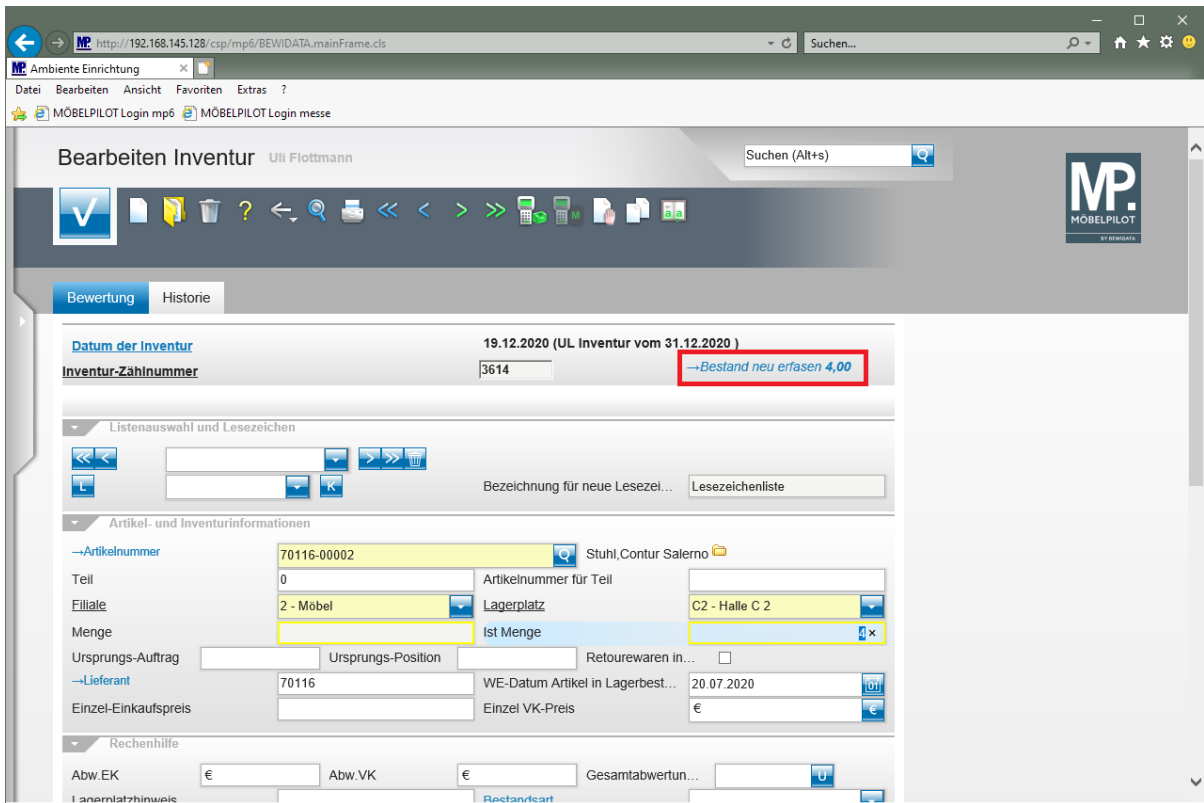 http://192.168.145.128/csp/mp6/BEWIDATA.mainFrame.cls
Suchen...
Ambiente Einrichtung
Datei Bearbeiten Ansicht Favoriten Extras ?
MÖBELPILOT Login mp6 MÖBELPILOT Login messe
Bearbeiten Inventur Uli Flottmann
Suchen (Alt+s)
MP.
MÖBELPILOT
BY BEWIDATA
Bewertung Historie
Datum der Inventur 19.12.2020 (UL Inventur vom 31.12.2020 )
Inventur-Zählnummer 3614 →Bestand neu erfasen 4,00
Listenauswahl und Lesezeichen
L K Bezeichnung für neue Lesezei... Lesezeichenliste
Artikel- und Inventurinformationen
→Artikelnummer 70116-00002 Stuhl,Contur Salerno
Teil 0 Artikelnummer für Teil
Filiale 2 - Möbel Lagerplatz C2 - Halle C 2
Menge Ist Menge 4
Ursprungs-Auftrag Ursprungs-Position Retourewaren in...
→Lieferant 70116 WE-Datum Artikel in Lagerbest... 20.07.2020
Einzel-Einkaufspreis Einzel VK-Preis € €
Rechenhilfe
Abw.EK € Abw.VK € Gesamtabwertun... U
Lagerplatzhinweis Bestandsart